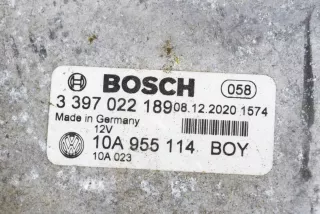 BOSCH 058
3 397 022 189 08.12.2020 1574
Made in Germany
12V
10A 955 114 BOY
10A 023